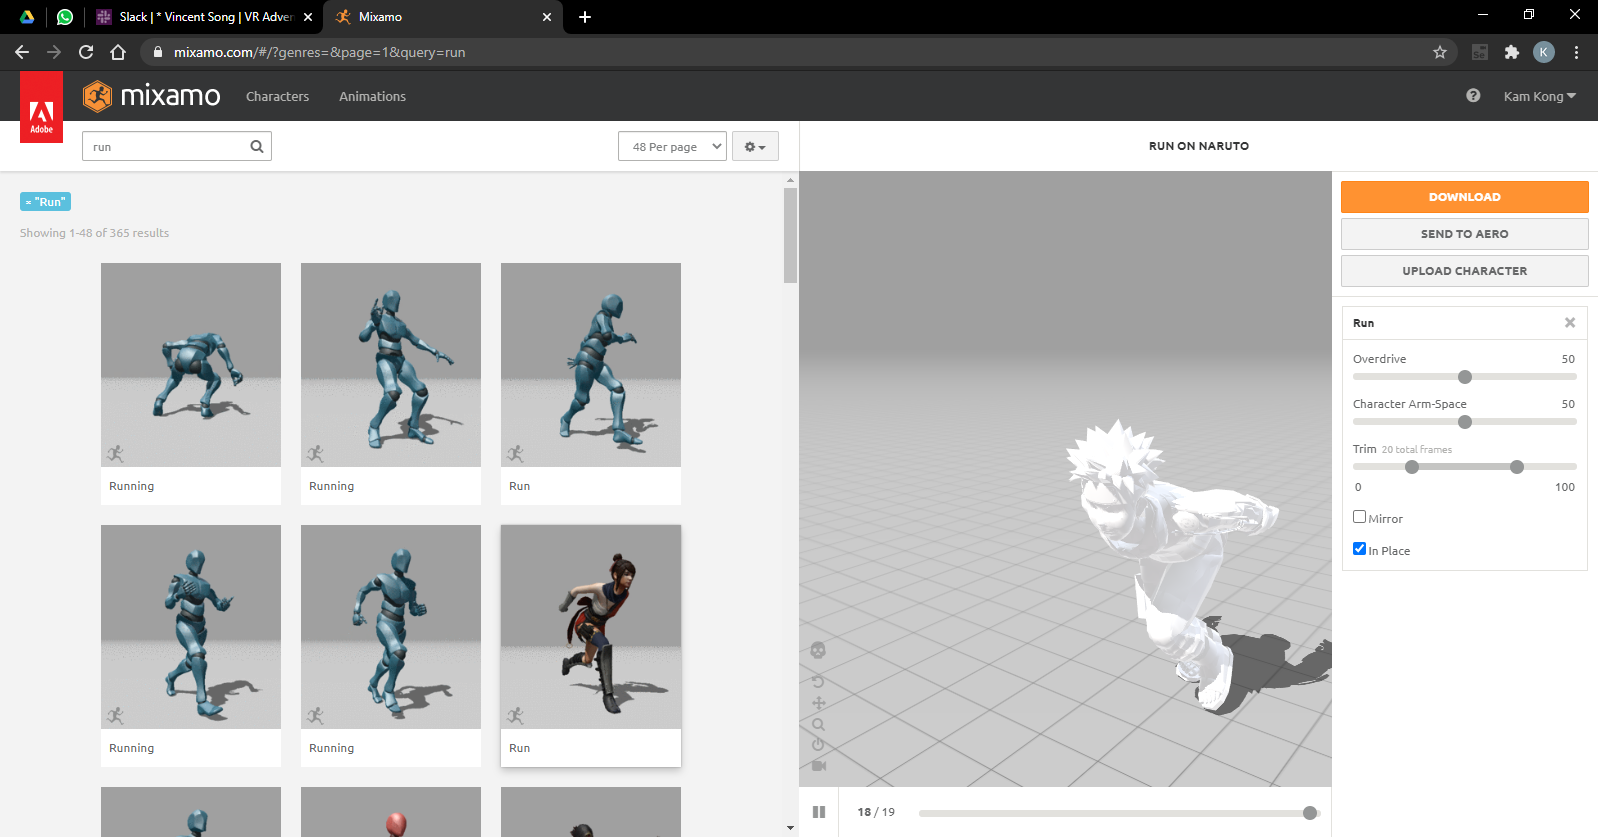 Slack | * Vincent Song | VR Adver
Mixamo
mixamo.com/#/?genres=&page=1&query=run
K
Adobe
mixamo
Characters
Animations
Kam Kong
run
48 Per page
RUN ON NARUTO
× "Run"
Showing 1-48 of 365 results
Running
Running
Run
Running
Running
Run
DOWNLOAD
SEND TO AERO
UPLOAD CHARACTER
Run
Overdrive 50
Character Arm-Space 50
Trim 20 total frames
0 100
Mirror
In Place
18 / 19